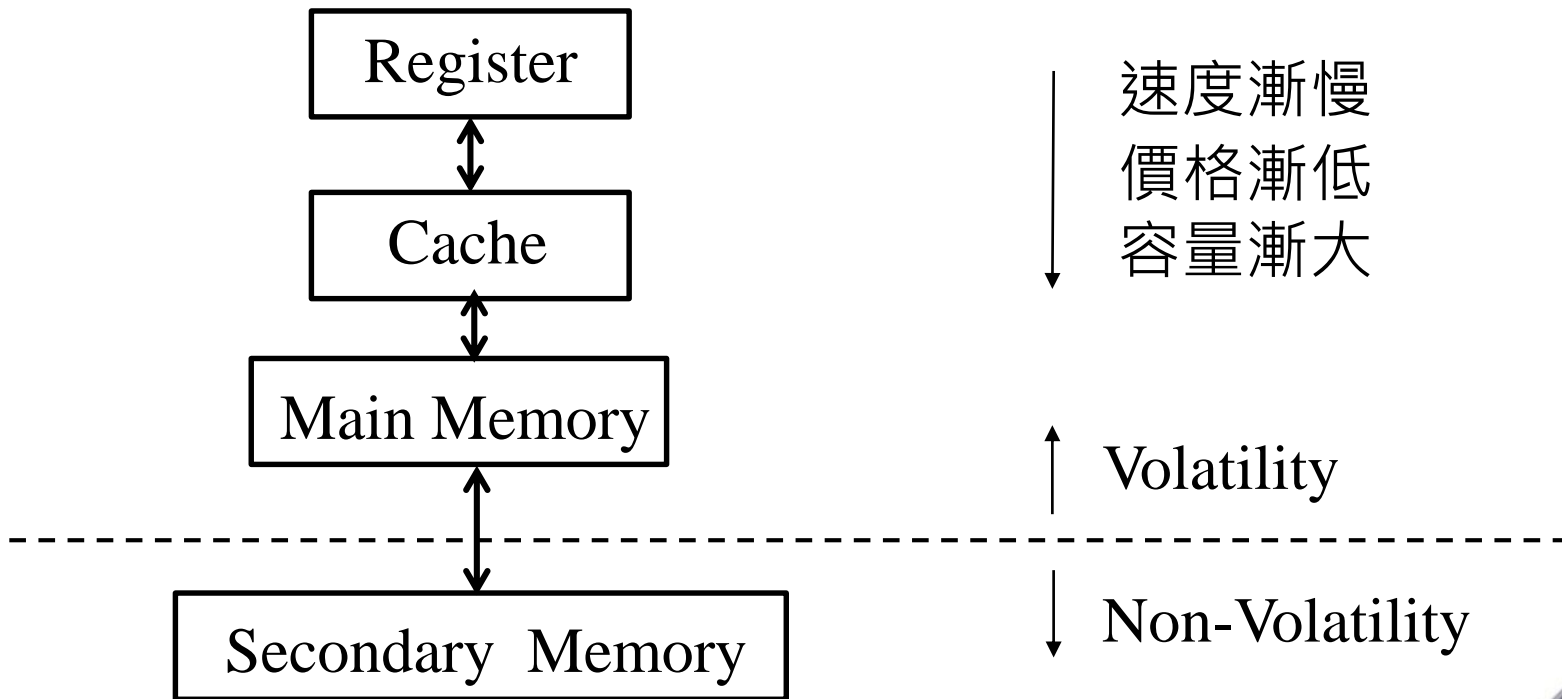 Register
速度漸慢
價格漸低
Cache
容量漸大
Main Memory
Volatility
Non-Volatility
Secondary Memory